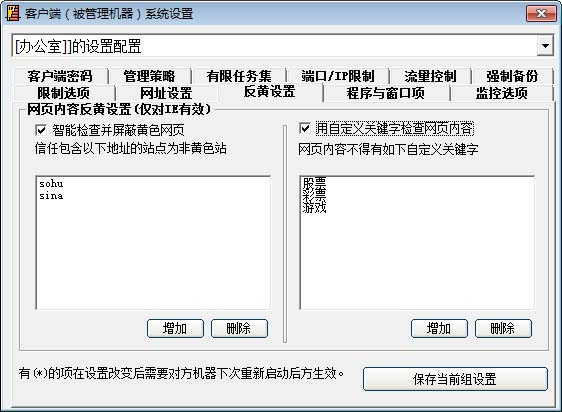 客户端（被管理机器）系统设置
[办公室]]的设置配置
客户端密码 管理策略 有限任务集 端口/IP限制 流量控制 强制备份
限制选项 网址设置 反黄设置 程序与窗口项 监控选项
网页内容反黄设置(仅对IE有效)
智能检查并屏蔽黄色网页
信任包含以下地址的站点为非黄色站
sohu
sina
增加 删除
用自定义关键字检查网页内容
网页内容不得有如下自定义关键字
股票
彩票
游戏
增加 删除
有(*)的项在设置改变后需要对方机器下次重新启动后方生效。
保存当前组设置